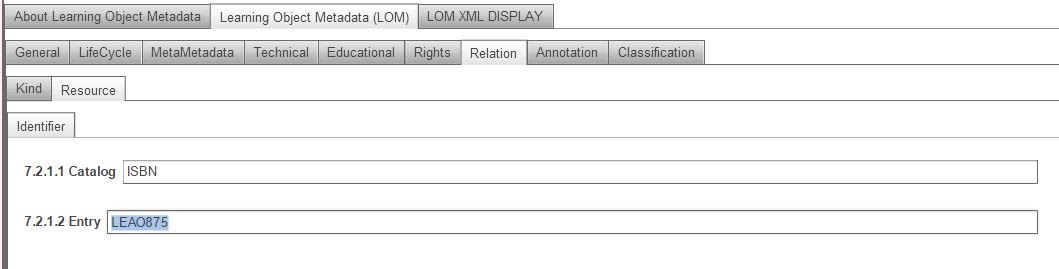 About Learning Object Metadata Learning Object Metadata (LOM) LOM XML DISPLAY
General LifeCycle MetaMetadata Technical Educational Rights Relation Annotation Classification
Kind Resource
Identifier
7.2.1.1 Catalog ISBN
7.2.1.2 Entry LEAO875